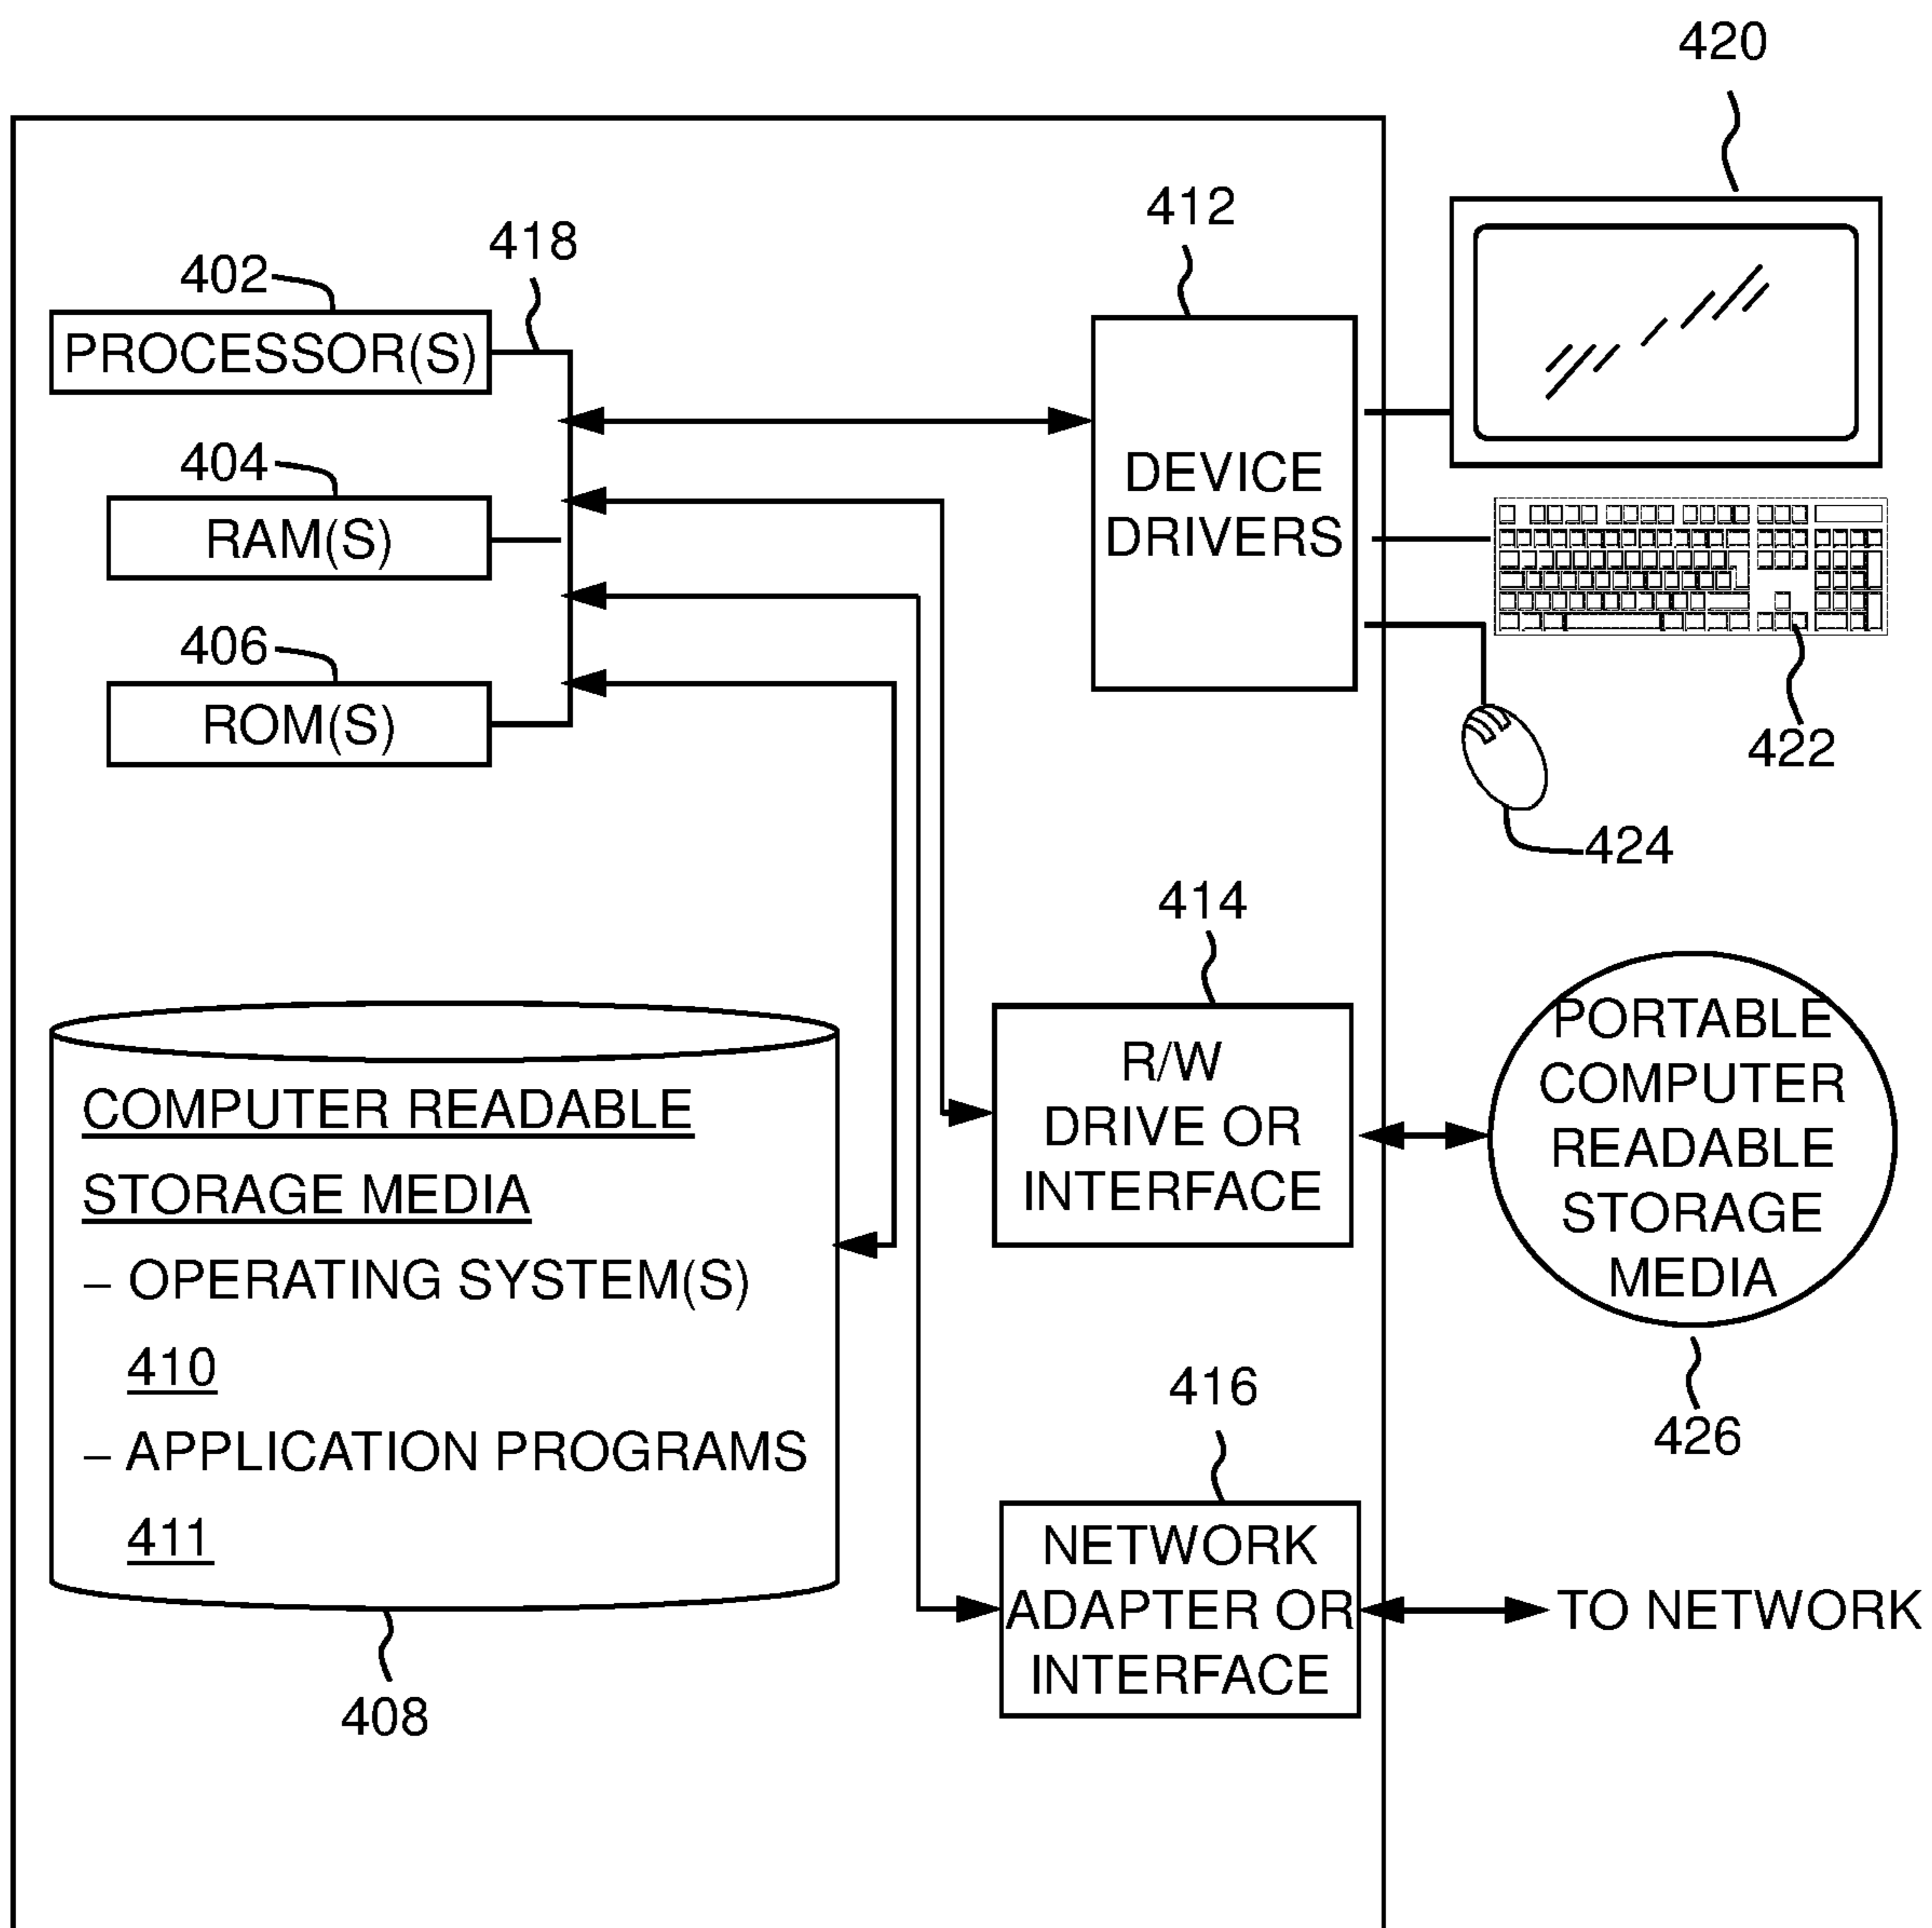 420
412
418
402
PROCESSOR(S)
404
RAM(S)
406
ROM(S)
DEVICE
DRIVERS
422
424
414
R/W
DRIVE OR
INTERFACE
PORTABLE
COMPUTER
READABLE
STORAGE
MEDIA
426
COMPUTER READABLE
STORAGE MEDIA
– OPERATING SYSTEM(S)
410
– APPLICATION PROGRAMS
411
408
416
NETWORK
ADAPTER OR
INTERFACE
TO NETWORK